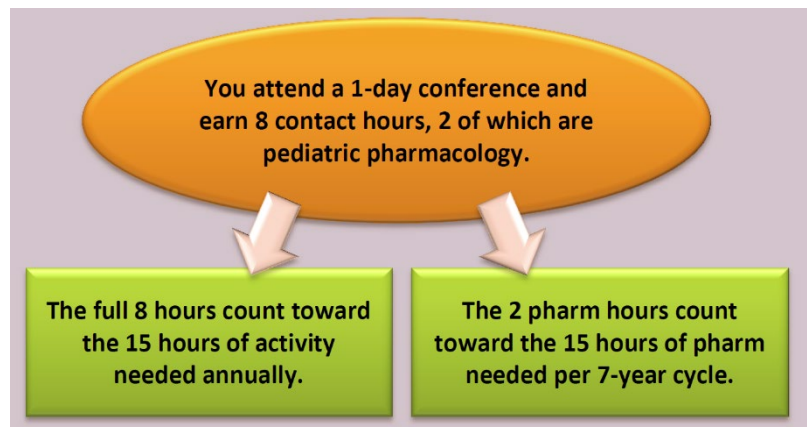 You attend a 1-day conference and
earn 8 contact hours, 2 of which are
pediatric pharmacology.
The full 8 hours count toward
the 15 hours of activity
needed annually.
The 2 pharm hours count
toward the 15 hours of pharm
needed per 7-year cycle.